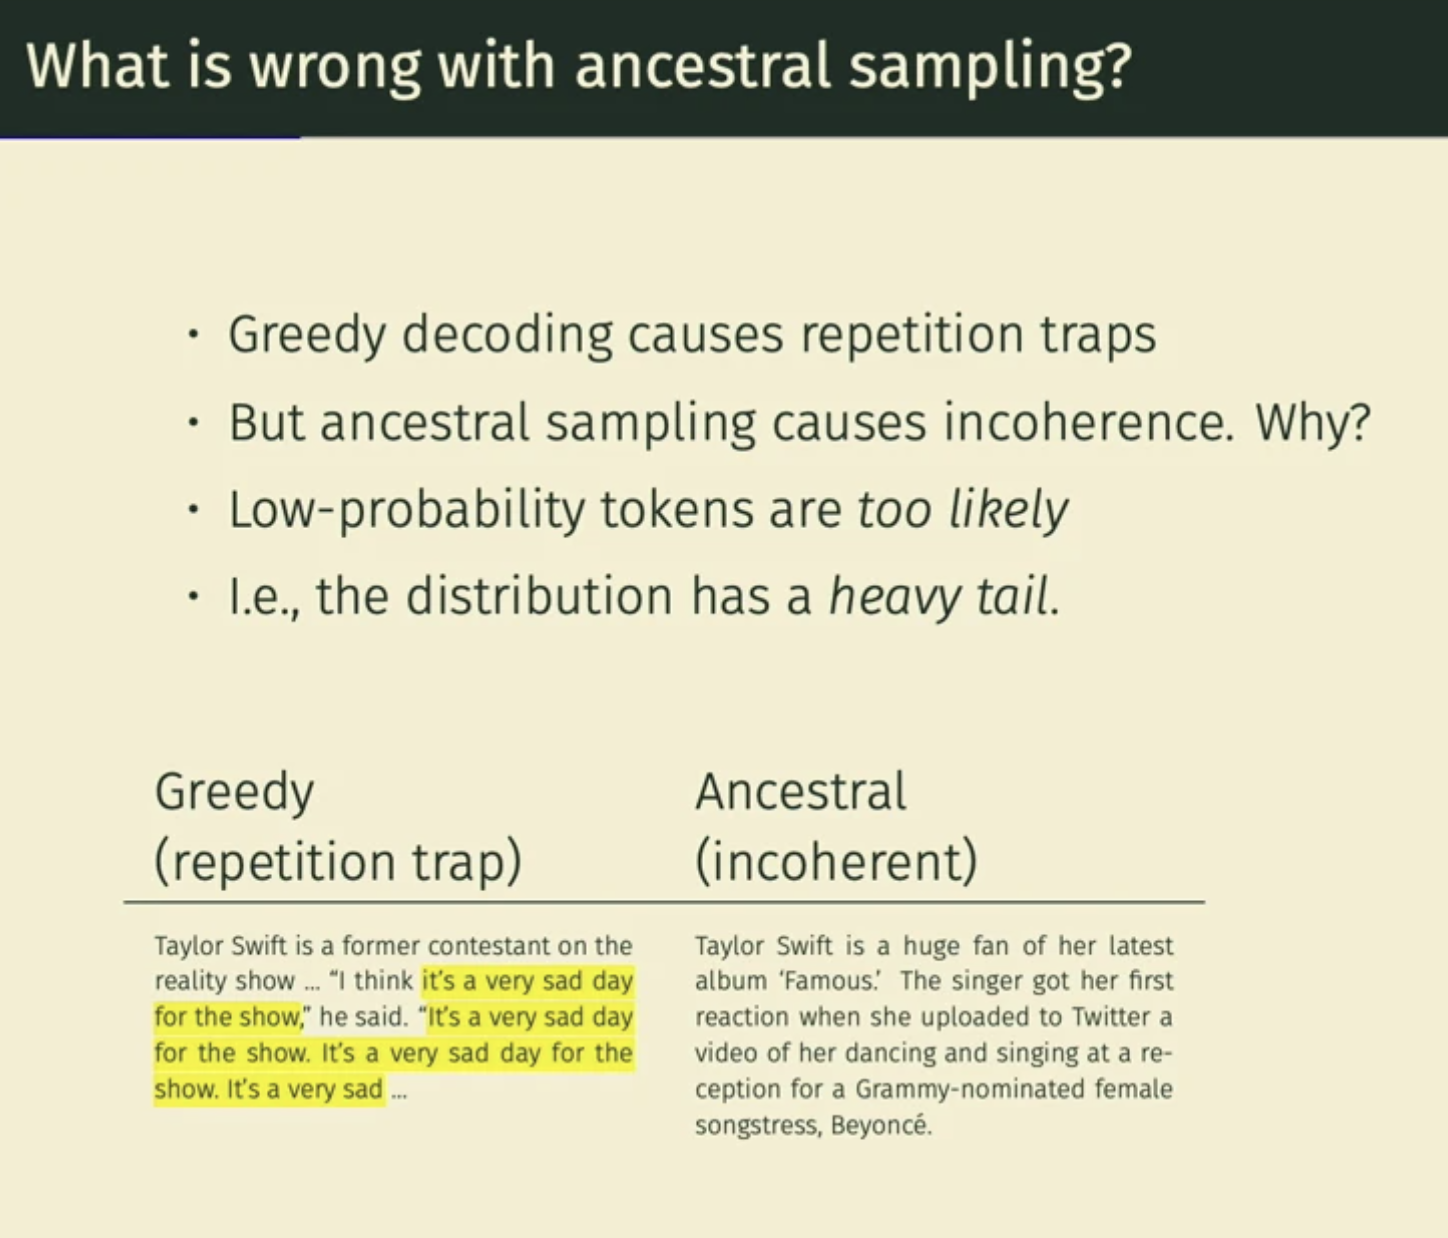 What is wrong with ancestral sampling?
· Greedy decoding causes repetition traps
· But ancestral sampling causes incoherence. Why?
· Low-probability tokens are too likely
· I.e., the distribution has a heavy tail.
Greedy
(repetition trap)
Taylor Swift is a former contestant on the
reality show ... “I think it’s a very sad day
for the show,” he said. “It’s a very sad day
for the show. It’s a very sad day for the
show. It’s a very sad ...
Ancestral
(incoherent)
Taylor Swift is a huge fan of her latest
album ‘Famous.’ The singer got her first
reaction when she uploaded to Twitter a
video of her dancing and singing at a re-
ception for a Grammy-nominated female
songstress, Beyoncé.